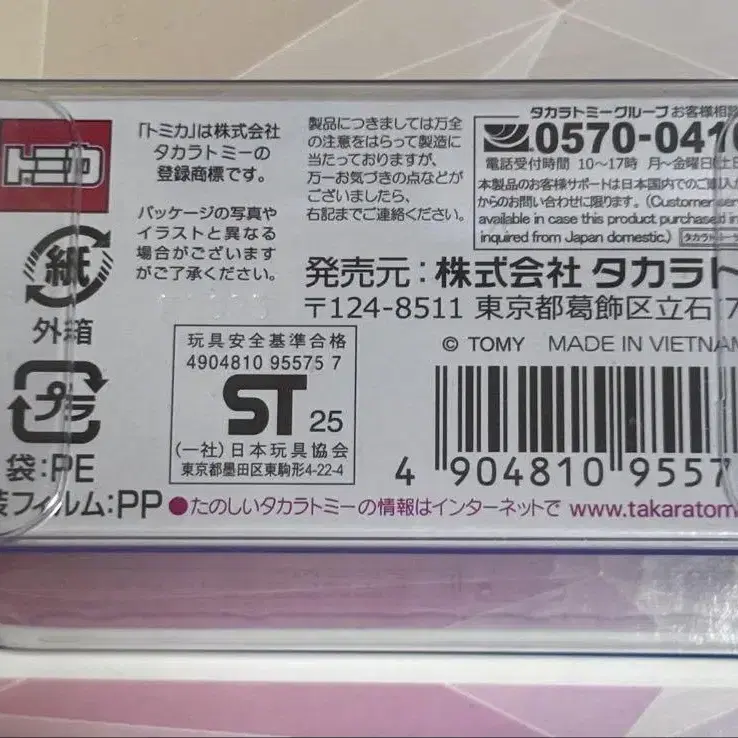 トミカ
「トミカ」は株式会社
タカラトミーの
登録商標です。
パッケージの写真や
イラストと異なる
場合がございます
がご了承ください。
製品につきましては万全
の注意をはらって製造に
当たっておりますが、
万一お気づきの点などが
ございましたら、
右記までご連絡ください。
タカラトミーグループお客様相談
0570-0410
電話受付時間 10〜17時 月〜金曜日(土日
本製品のお客様サポートは日本国内でのご購入
からのお問い合わせに限ります。(Customer ser
available in case this product purchased in
inquired from Japan domestic.)
紙
外箱
プラ
袋:PE
装フィルム:PP
発売元:株式会社 タカラト
〒124-8511 東京都葛飾区立石7
© TOMY MADE IN VIETNAM
玩具安全基準合格
4904810 95575 7
ST 25
(一社)日本玩具協会
東京都墨田区東駒形4-22-4
4 904810 9557
●たのしいタカラトミーの情報はインターネットで www.takaratom